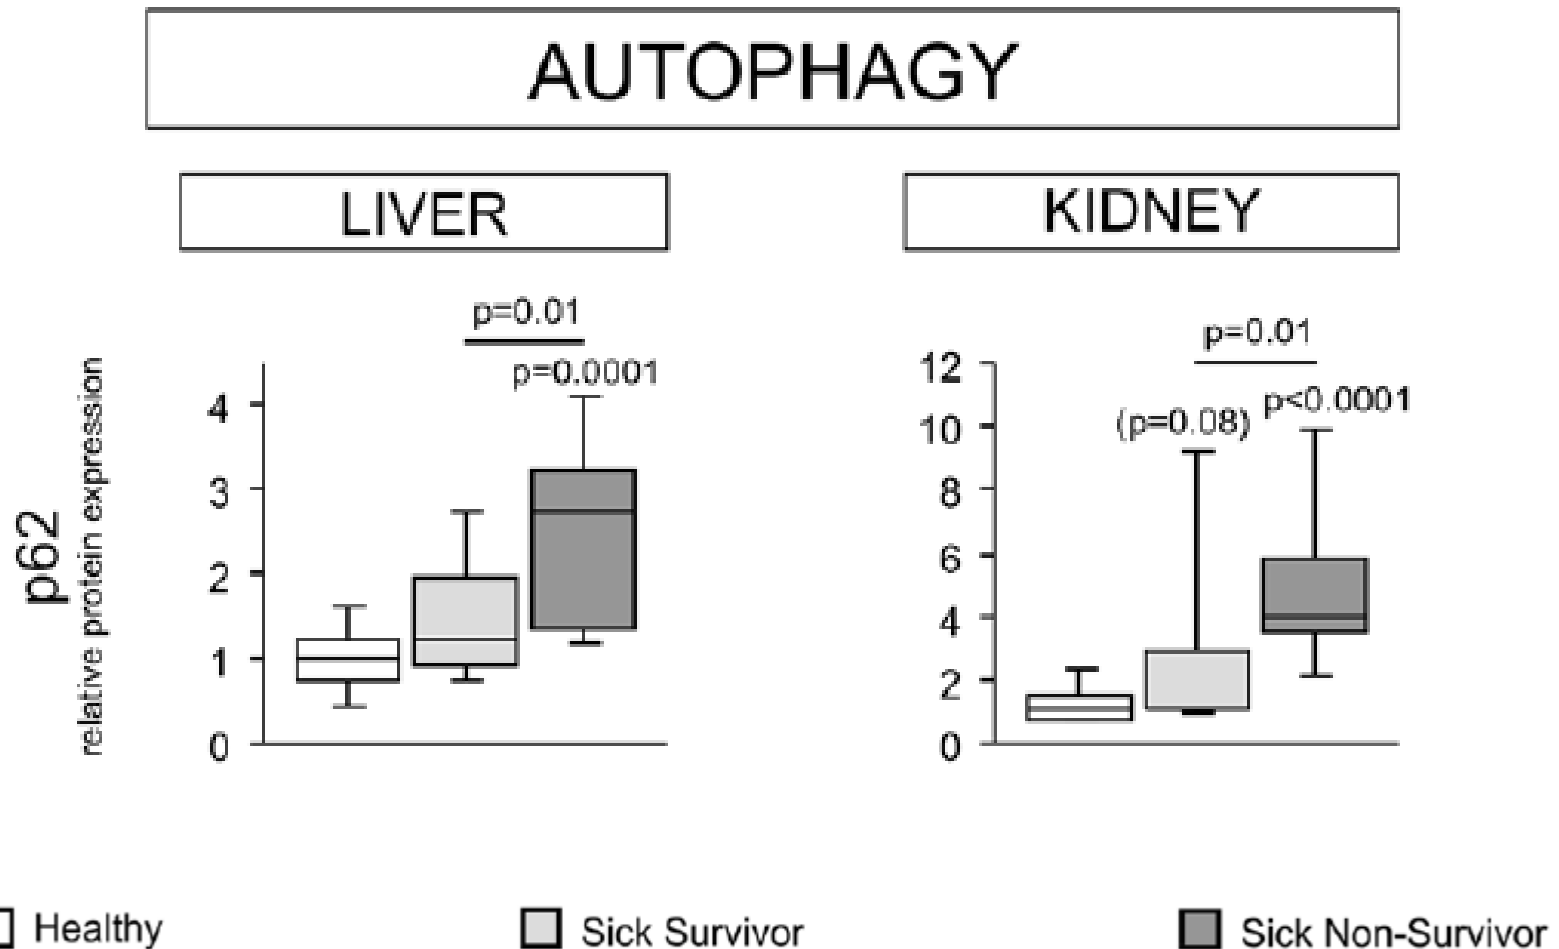 AUTOPHAGY
LIVER
KIDNEY
p62
relative protein expression
p=0.01
p=0.0001
4
3
2
1
0
p=0.01
(p=0.08)
p<0.0001
12
10
8
6
4
2
0
Healthy
Sick Survivor
Sick Non-Survivor